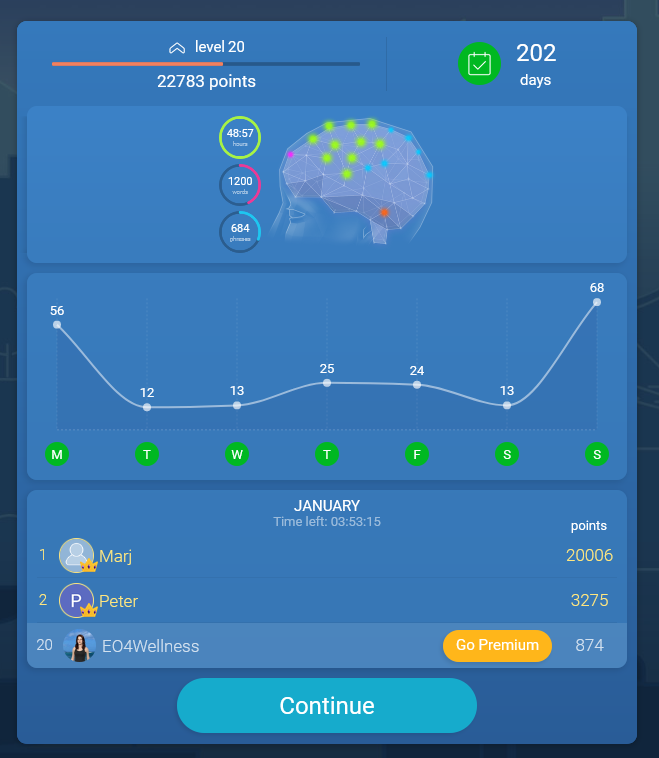 level 20
22783 points
202
days
48:57
hours
1200
words
684
phrases
56
12
13
25
24
13
68
M T W T F S S
JANUARY
Time left: 03:53:15
points
1 Marj 20006
2 P Peter 3275
20 EO4Wellness Go Premium 874
Continue